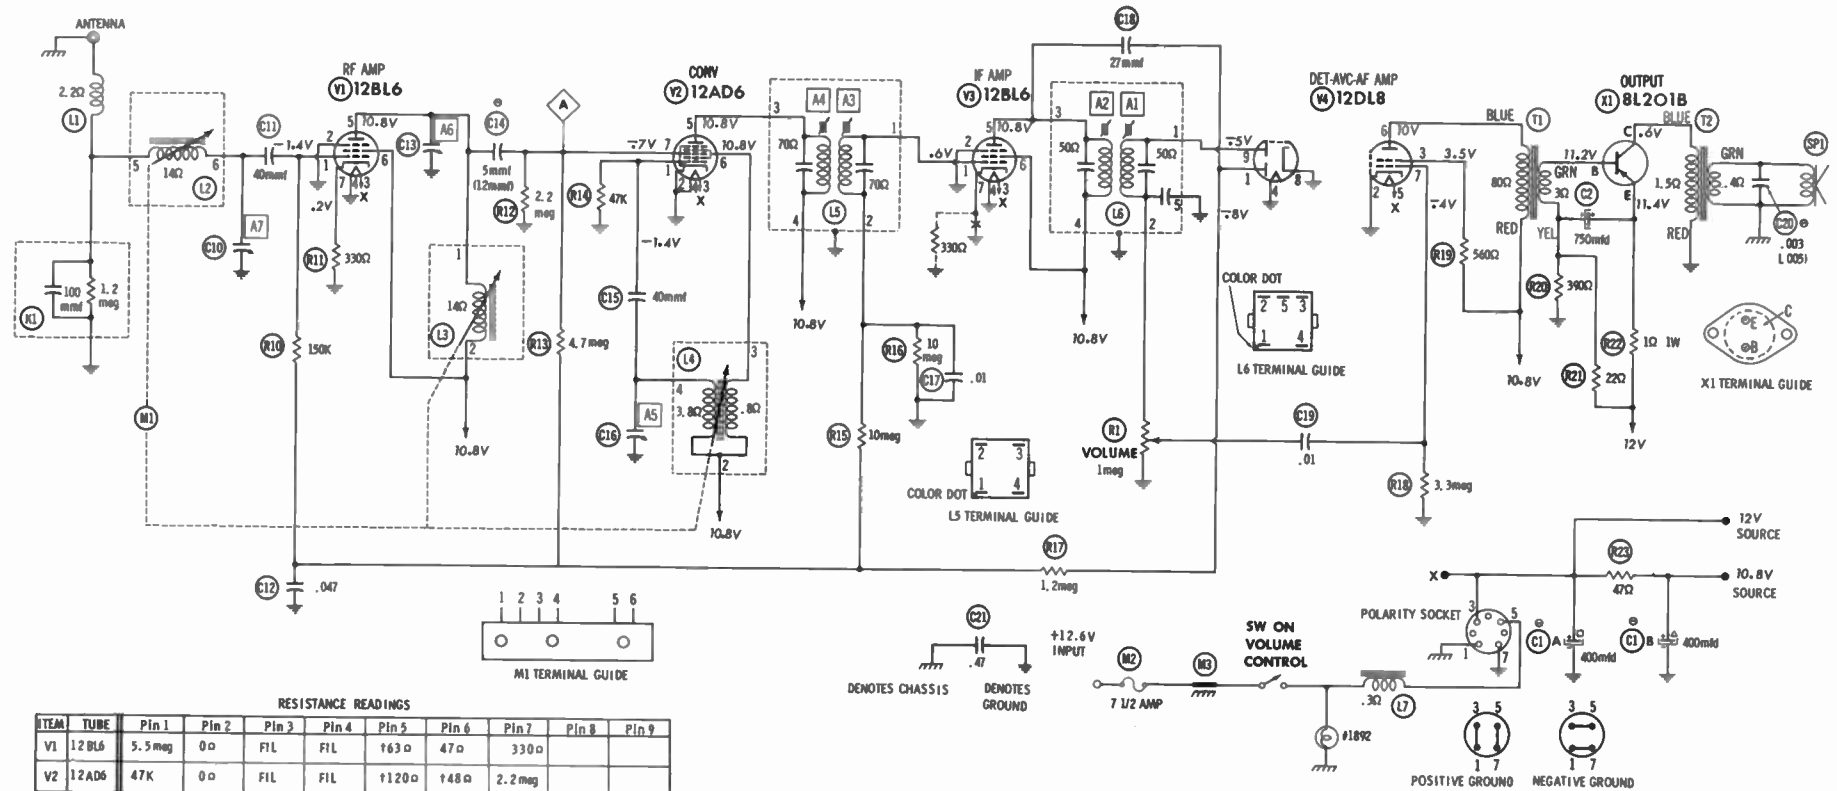 ANTENNA
2.2Ω
L1
5
14Ω
6
L2
C10
A7
C11
40mmf
K1
100 mmf
1.2 meg
M1
RF AMP
V1 12BL6
-1.4V
2
1
5
10.8V
6
7
4
3
X
.2V
R11
330Ω
R10
150K
C12
.047
C13
A6
C14
5mmf
(12mmf)
1
14Ω
L3
2
10.8V
A
R12
2.2 meg
R13
4.7meg
CONV
V2 12AD6
-.7V
7
1
5
10.8V
10.8V
6
2
4
3
X
R14
47K
-1.4V
C15
40mmf
C16
A5
L4
3
4
3.8Ω
.8Ω
2
10.8V
3
A4
A3
70Ω
70Ω
1
4
L5
2
10.8V
R16
10 meg
C17
.01
R15
10meg
IF AMP
V3 12BL6
.6V
2
1
5
10.8V
6
7
4
3
X
330Ω
C18
27mmf
A2
A1
50Ω
50Ω
1
4
L6
2
5
10.8V
-.5V
9
1
4
8
-.8V
COLOR DOT
2 5 3
1 4
L6 TERMINAL GUIDE
2 3
1 4
COLOR DOT
L5 TERMINAL GUIDE
R1
VOLUME
1meg
C19
.01
R17
1.2meg
DET-AVC-AF AMP
V4 12DL8
6
10V
3
3.5V
7
2
5
X
-.4V
R19
560Ω
R18
3.3meg
BLUE
T1
80Ω
RED
10.8V
GRN
3Ω
YEL
11.2V
B
C2
750mfd
R20
390Ω
R21
22Ω
R22
1Ω 1W
12V
OUTPUT
X1 8L201B
C
.6V
E
11.4V
BLUE
T2
1.5Ω
RED
GRN
.4Ω
C20
.003
(.005)
SP1
E
C
B
X1 TERMINAL GUIDE
1 2 3 4 5 6
M1 TERMINAL GUIDE
C21
.47
DENOTES CHASSIS
DENOTES GROUND
+12.6V
INPUT
M2
7 1/2 AMP
M3
SW ON
VOLUME
CONTROL
#1892
.3Ω
L7
POLARITY SOCKET
3
5
1
7
X
12V
SOURCE
R23
47Ω
10.8V
SOURCE
C1 A
400mfd
C1 B
400mfd
3 5
1 7
POSITIVE GROUND
3 5
1 7
NEGATIVE GROUND
RESISTANCE READINGS
ITEM TUBE Pin 1 Pin 2 Pin 3 Pin 4 Pin 5 Pin 6 Pin 7 Pin 8 Pin 9
V1 12BL6 5.5meg 0Ω FIL FIL †63Ω 47Ω 330Ω
V2 12AD6 47K 0Ω FIL FIL †120Ω †48Ω 2.2meg